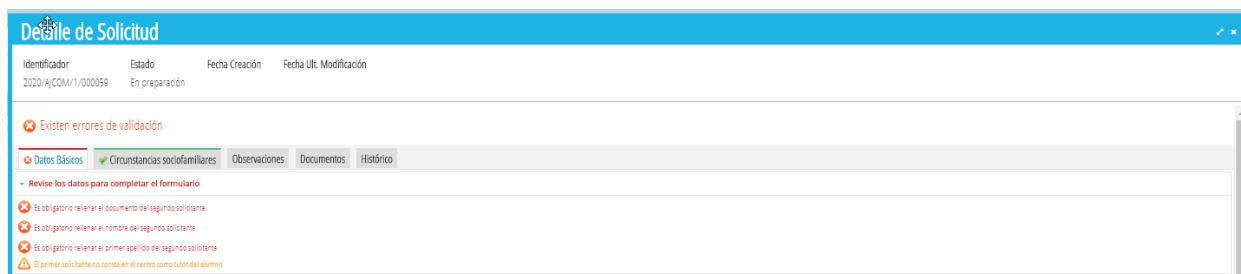 Detalle de Solicitud
Identificador Estado Fecha Creación Fecha Ult. Modificación
2020/AJCOM/1/000059 En preparación
Existen errores de validación
Datos Básicos Circunstancias sociofamiliares Observaciones Documentos Histórico
Revise los datos para completar el formulario
Es obligatorio rellenar el documento del segundo solicitante
Es obligatorio rellenar el nombre del segundo solicitante
Es obligatorio rellenar el primer apellido del segundo solicitante
El primer solicitante no consta en el centro como tutor del alumno